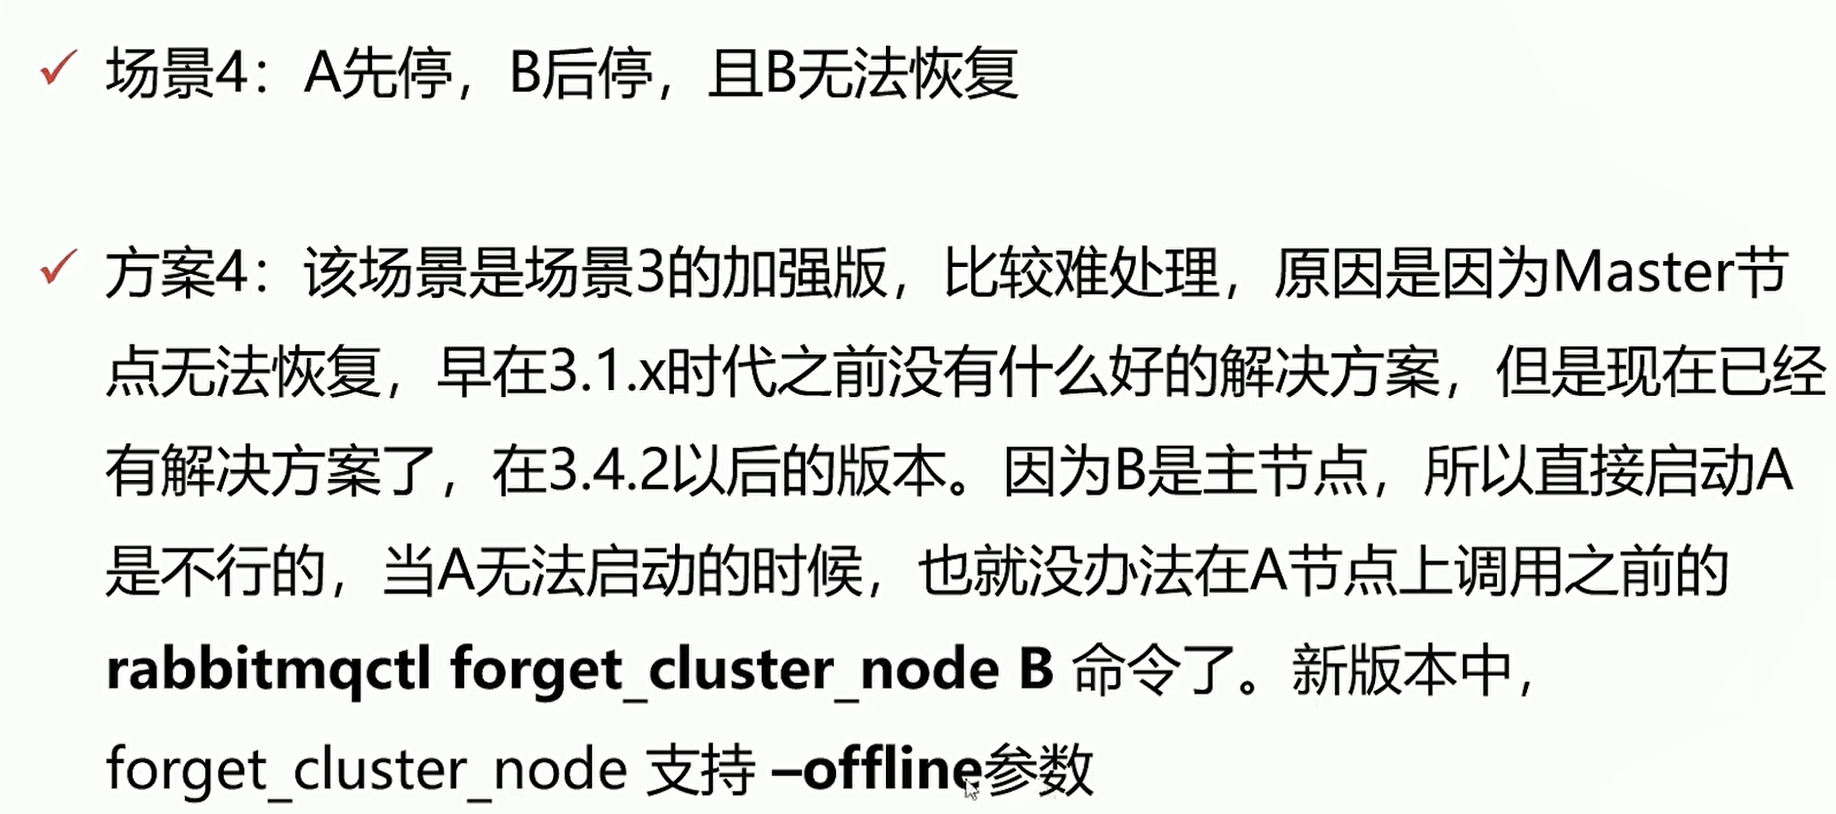 ✓ 场景4：A先停，B后停，且B无法恢复
✓ 方案4：该场景是场景3的加强版，比较难处理，原因是因为Master节
点无法恢复，早在3.1.x时代之前没有什么好的解决方案，但是现在已经
有解决方案了，在3.4.2以后的版本。因为B是主节点，所以直接启动A
是不行的，当A无法启动的时候，也就没办法在A节点上调用之前的
rabbitmqctl forget_cluster_node B 命令了。新版本中，
forget_cluster_node 支持 –offline参数